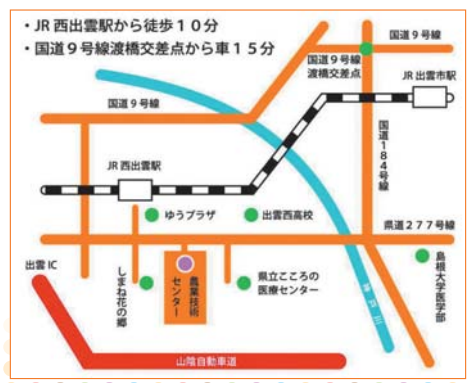 ・JR西出雲駅から徒歩１０分
・国道９号線渡橋交差点から車１５分
国道９号線
国道９号線
渡橋交差点
JR出雲市駅
国道９号線
国道１８４号線
JR西出雲駅
ゆうプラザ
出雲西高校
県道２７７号線
出雲IC
しまね花の郷
農業技術
センター
県立こころの
医療センター
島根大学医学部
山陰自動車道